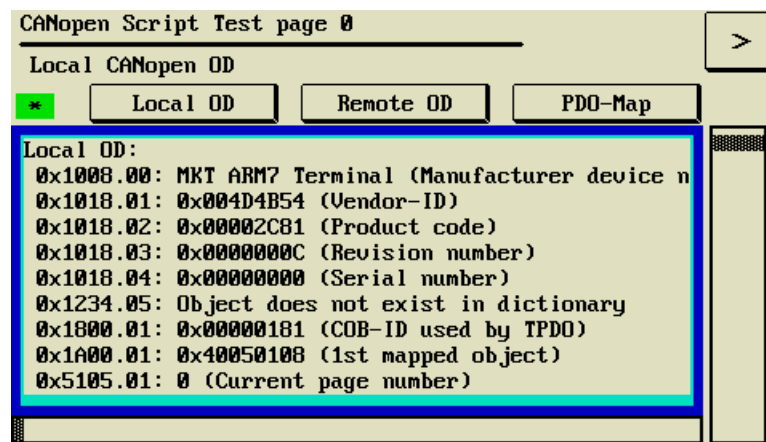 CANopen Script Test page 0
>
Local CANopen OD
* Local OD Remote OD PDO-Map
Local OD:
0x1008.00: MKT ARM7 Terminal (Manufacturer device n
0x1018.01: 0x004D4B54 (Vendor-ID)
0x1018.02: 0x00002C81 (Product code)
0x1018.03: 0x0000000C (Revision number)
0x1018.04: 0x00000000 (Serial number)
0x1234.05: Object does not exist in dictionary
0x1800.01: 0x00000181 (COB-ID used by TPDO)
0x1A00.01: 0x40050108 (1st mapped object)
0x5105.01: 0 (Current page number)